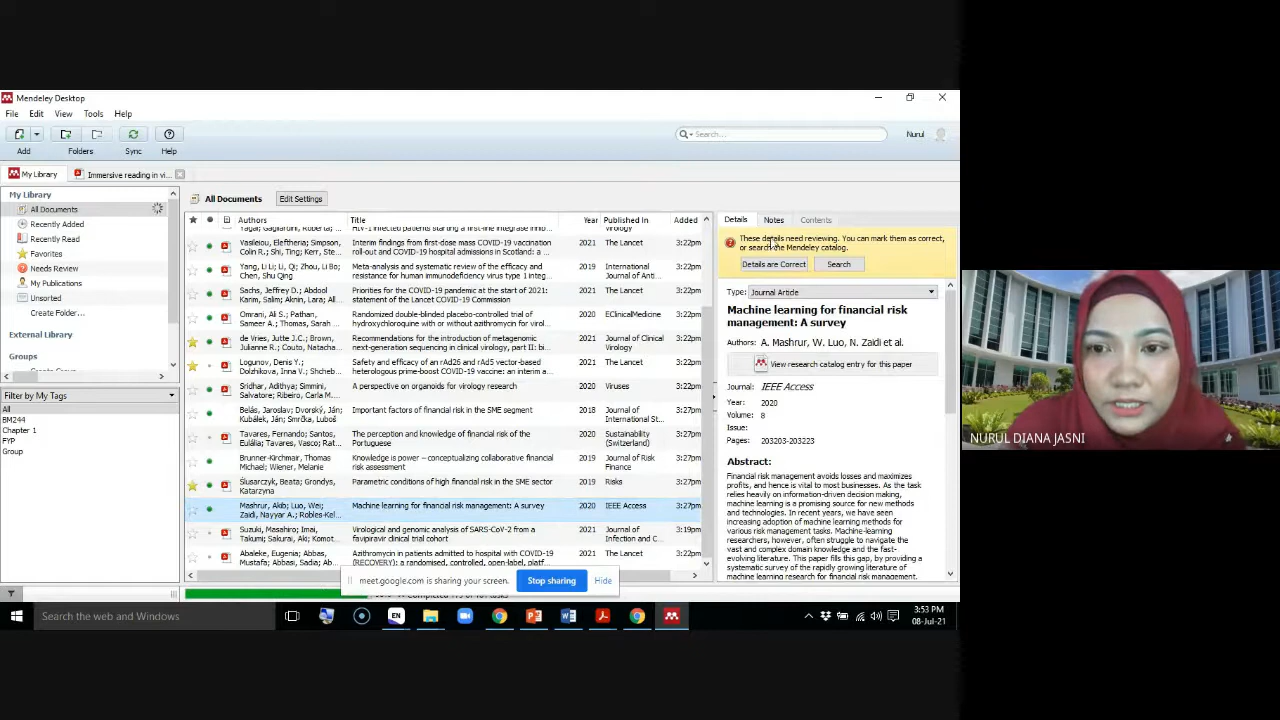 Mendeley Desktop
File Edit View Tools Help
Add Folders Sync Help
Search...
Nurul
My Library
Immersive reading in vi...
My Library
All Documents
Recently Added
Recently Read
Favorites
Needs Review
My Publications
Unsorted
Create Folder...
External Library
Groups
Filter by My Tags
All
BM244
Chapter 1
FYP
Group
All Documents
Edit Settings
Authors Title Year Published In Added
Vasileiou, Eleftheria; Simpson, Interim findings from first-dose mass COVID-19 vaccination 2021 The Lancet 3:22pm
Colin R.; Shi, Ting; Kerr, Ste... roll-out and COVID-19 hospital admissions in Scotland: a...
Yang, Li Li; Li, Qi; Zhou, Li Bo; Meta-analysis and systematic review of the efficacy and 2019 International 3:22pm
Chen, Shu Qing resistance for human immunodeficiency virus type 1 integ... Journal of Anti...
Sachs, Jeffrey D.; Abdool Priorities for the COVID-19 pandemic at the start of 2021: 2021 The Lancet 3:22pm
Karim, Salim; Aknin, Lara; All... statement of the Lancet COVID-19 Commission
Omrani, Ali S.; Pathan, Randomized double-blinded placebo-controlled trial of 2020 EClinicalMedicine 3:22pm
Sameer A.; Thomas, Sarah ... hydroxychloroquine with or without azithromycin for virol...
de Vries, Jutte J.C.; Brown, Recommendations for the introduction of metagenomic 2021 Journal of Clinical 3:22pm
Julianne R.; Couto, Natacha... next-generation sequencing in clinical virology, part II: bi... Virology
Logunov, Denis Y.; Safety and efficacy of an rAd26 and rAd5 vector-based 2021 The Lancet 3:22pm
Dolzhikova, Inna V.; Shcheb... heterologous prime-boost COVID-19 vaccine: an interim...
Sridhar, Adithya; Simmini, A perspective on organoids for virology research 2020 Viruses 3:22pm
Salvatore; Ribeiro, Carla M...
Belás, Jaroslav; Dvorský, Ján; Important factors of financial risk in the SME segment 2018 Journal of 3:27pm
Kubálek, Ján; Smrčka, Luboš International St...
Tavares, Fernando; Santos, The perception and knowledge of financial risk of the 2020 Sustainability 3:27pm
Eulália; Tavares, Vasco; Rat... Portuguese (Switzerland)
Brunner-Kirchmair, Thomas Knowledge is power – conceptualizing collaborative financial 2019 Journal of Risk 3:27pm
Michael; Wiener, Melanie risk assessment Finance
Ślusarczyk, Beata; Grondys, Parametric conditions of high financial risk in the SME sector 2019 Risks 3:27pm
Katarzyna
Mashrur, Akib; Luo, Wei; Machine learning for financial risk management: A survey 2020 IEEE Access 3:27pm
Zaidi, Nayyar A.; Robles-Kel...
Suzuki, Masahiro; Imai, Virological and genomic analysis of SARS-CoV-2 from a 2021 Journal of 3:19pm
Takumi; Sakurai, Aki; Komot... favipiravir clinical trial cohort Infection and C...
Abaleke, Eugenia; Abbas, Azithromycin in patients admitted to hospital with COVID-19 2021 The Lancet 3:22pm
Mustafa; Abbasi, Sadia; Ab... (RECOVERY): a randomised, controlled, open-label, platf...
Details Notes Contents
These details need reviewing. You can mark them as correct,
or search the Mendeley catalog.
Details are Correct Search
Type: Journal Article
Machine learning for financial risk
management: A survey
Authors: A. Mashrur, W. Luo, N. Zaidi et al.
View research catalog entry for this paper
Journal: IEEE Access
Year: 2020
Volume: 8
Issue:
Pages: 203203-203223
Abstract:
Financial risk management avoids losses and maximizes
profits, and hence is vital to most businesses. As the task
relies heavily on information-driven decision making,
machine learning is a promising source for new methods
and technologies. In recent years, we have seen
increasing adoption of machine learning methods for
various risk management tasks. Machine-learning
researchers, however, often struggle to navigate the
vast and complex domain knowledge and the fast-
evolving literature. This paper fills this gap, by providing a
systematic survey of the rapidly growing literature of
machine learning research for financial risk management.
meet.google.com is sharing your screen. Stop sharing Hide
Search the web and Windows
EN
3:53 PM
08-Jul-21
NURUL DIANA JASNI